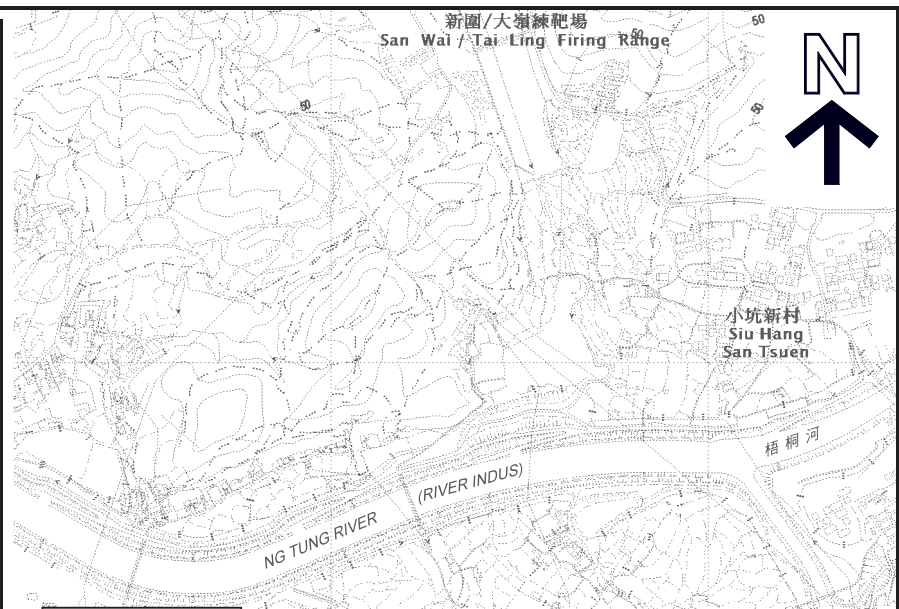 新圍/大嶺練靶場
San Wai / Tai Ling Firing Range
50
50
50
50
N
小坑新村
Siu Hang
San Tsuen
梧桐河
(RIVER INDUS)
NG TUNG RIVER